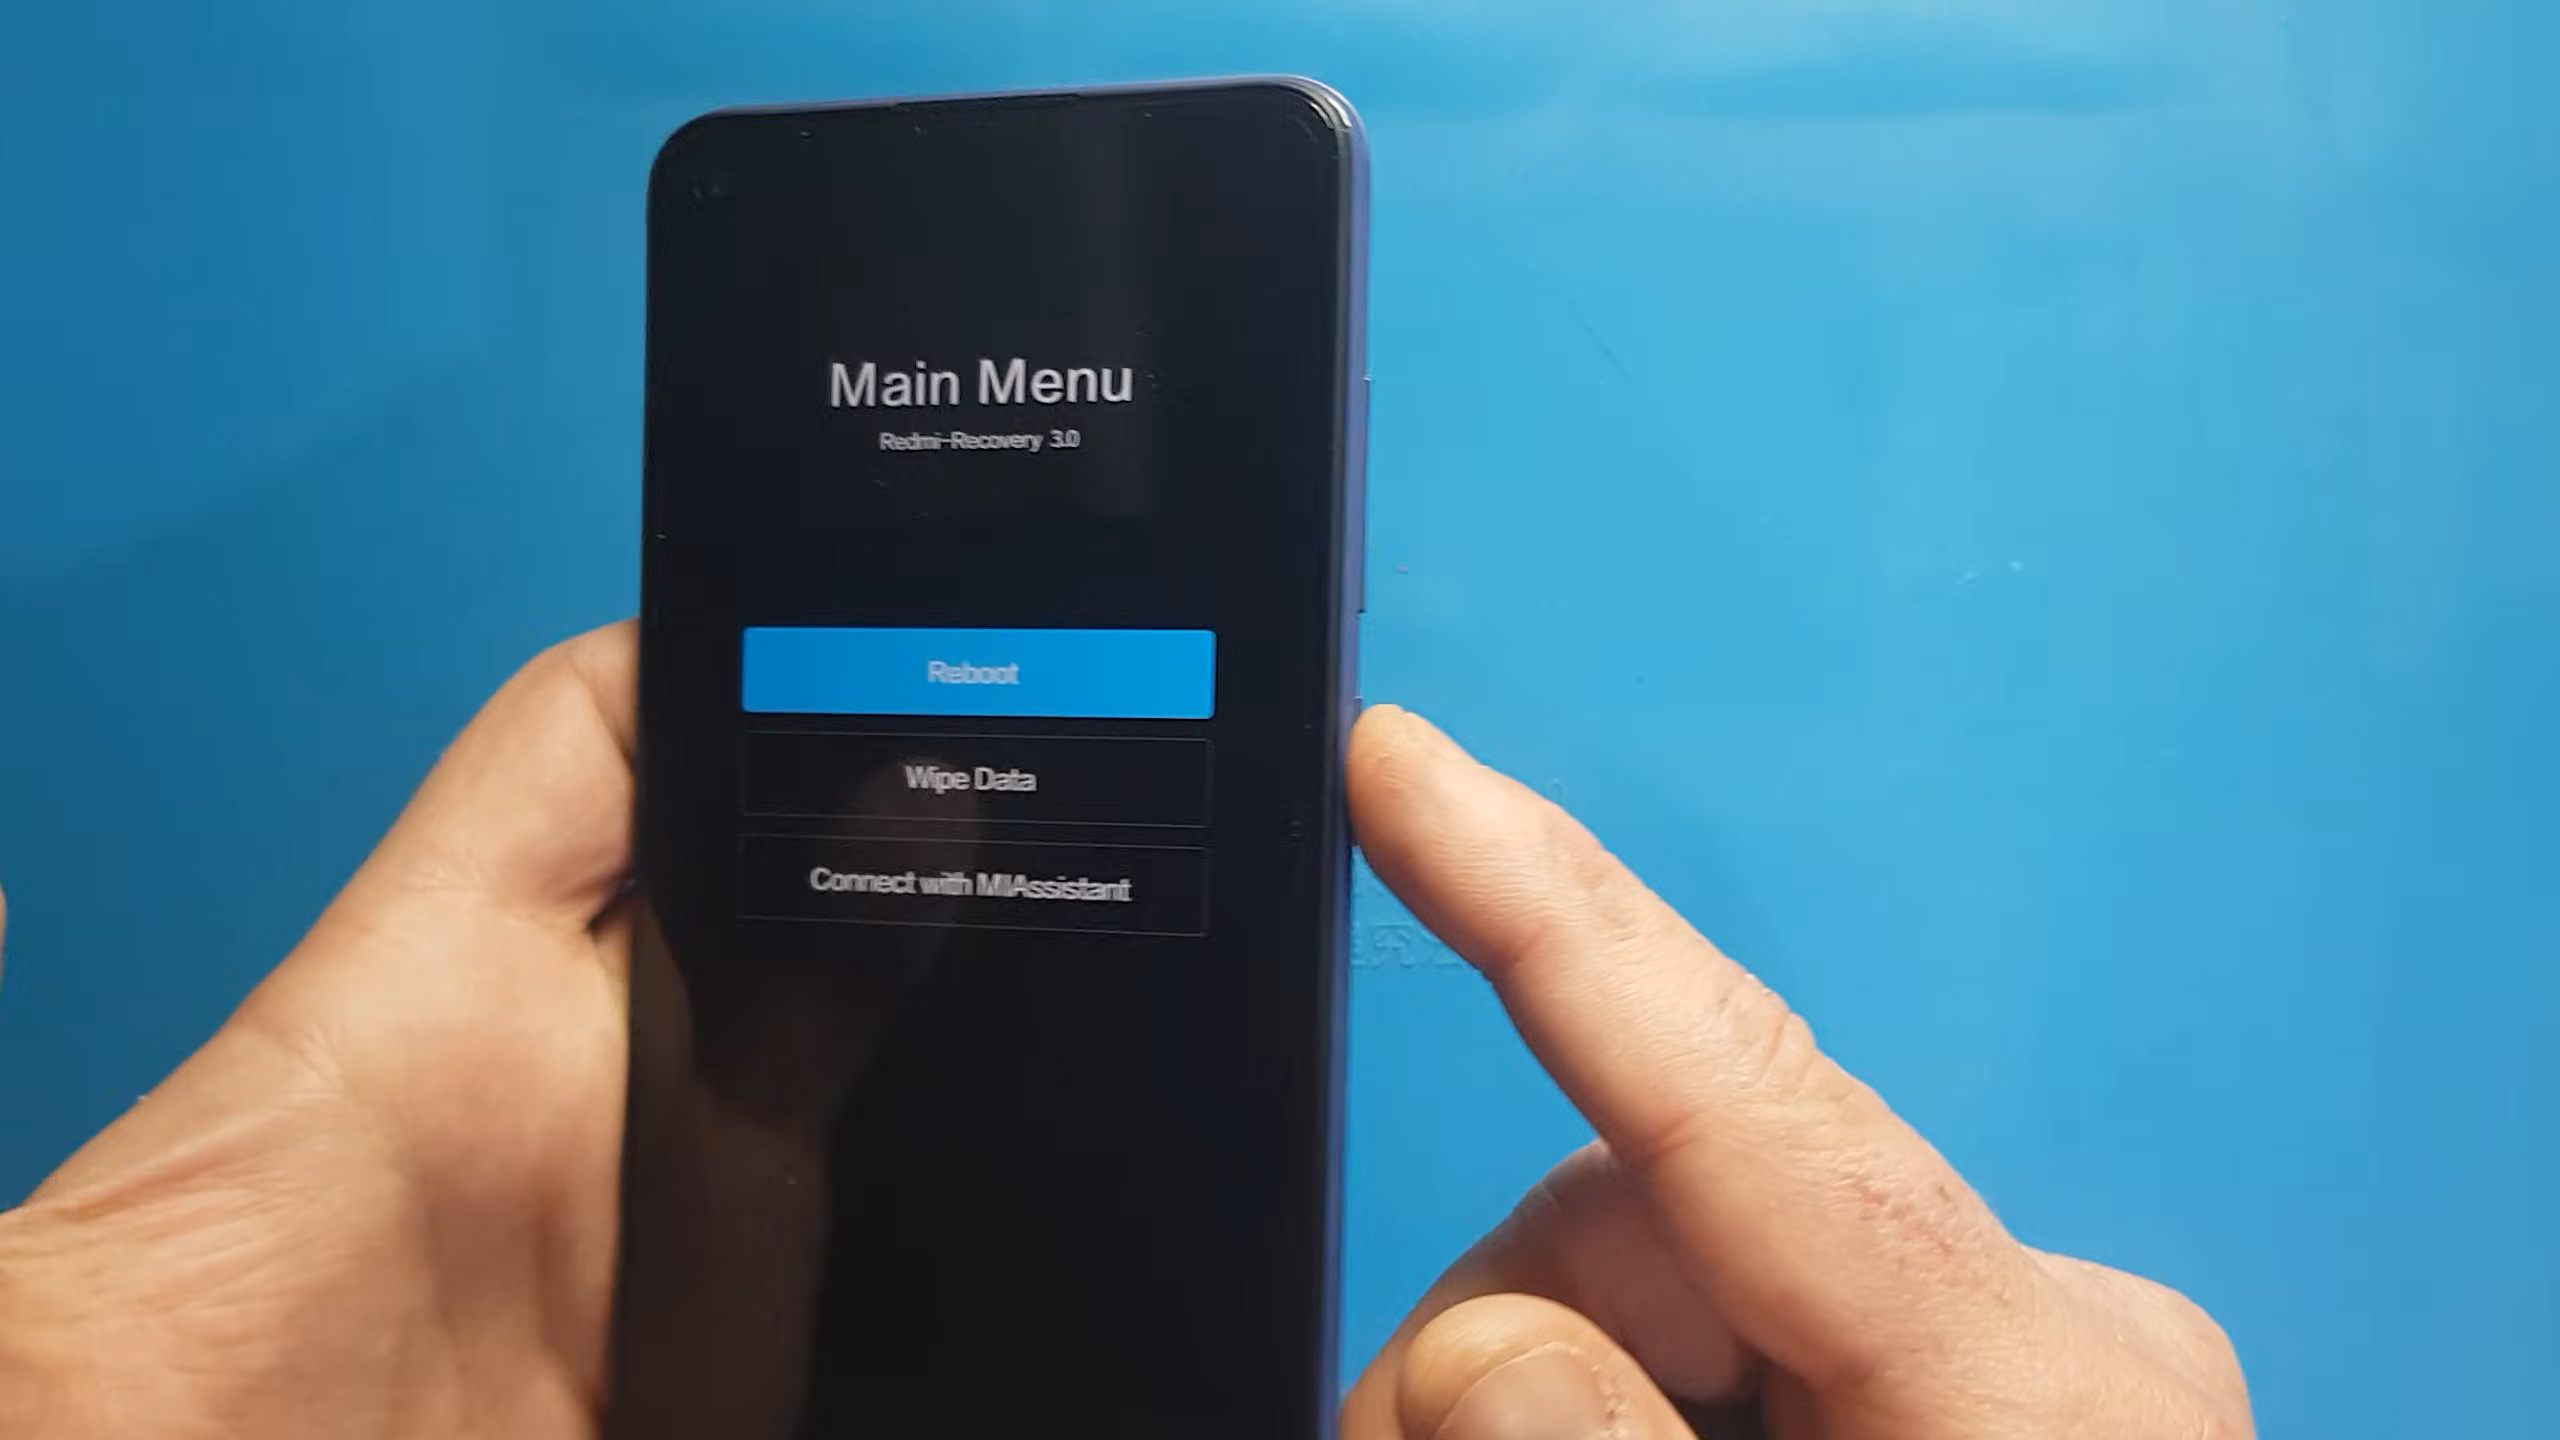 Main Menu
Redmi-Recovery 3.0
Reboot
Wipe Data
Connect with MIAssistant